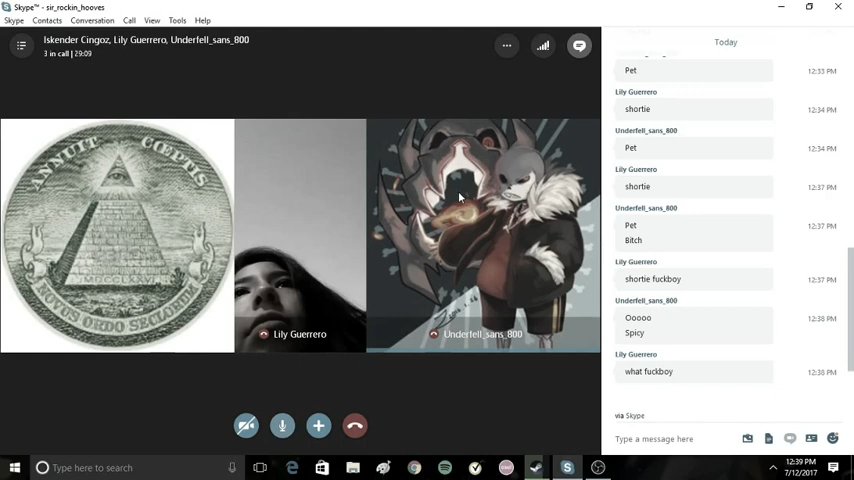 Skype™ - sir_rockin_hooves
Skype Contacts Conversation Call View Tools Help
Iskender Cingoz, Lily Guerrero, Underfell_sans_800
3 in call | 29:09
ANNUIT CŒPTIS
MDCCLXXVI
NOVUS ORDO SECLORUM
Lily Guerrero
Underfell_sans_800
Today
Pet
12:33 PM
Lily Guerrero
shortie
12:34 PM
Underfell_sans_800
Pet
12:34 PM
Lily Guerrero
shortie
12:37 PM
Underfell_sans_800
Pet
12:37 PM
Bitch
Lily Guerrero
shortie fuckboy
12:37 PM
Underfell_sans_800
Ooooo
12:38 PM
Spicy
Lily Guerrero
what fuckboy
12:38 PM
via Skype
Type a message here
Type here to search
12:39 PM
7/12/2017